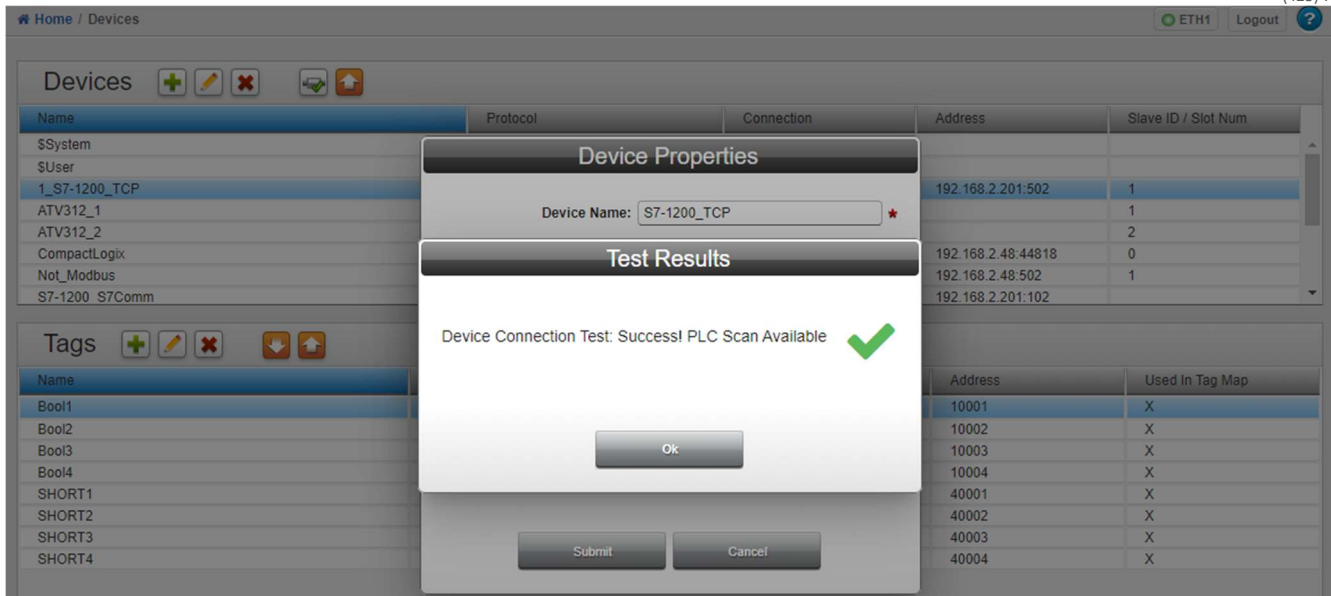 Home / Devices
ETH1 Logout ?
Devices
Name Protocol Connection Address Slave ID / Slot Num
$System
$User
1_S7-1200_TCP 192.168.2.201:502 1
ATV312_1 1
ATV312_2 2
CompactLogix 192.168.2.48:44818 0
Not_Modbus 192.168.2.48:502 1
S7-1200_S7Comm 192.168.2.201:102
Device Properties
Device Name: S7-1200_TCP *
Test Results
Device Connection Test: Success! PLC Scan Available
Ok
Submit Cancel
Tags
Name Address Used In Tag Map
Bool1 10001 X
Bool2 10002 X
Bool3 10003 X
Bool4 10004 X
SHORT1 40001 X
SHORT2 40002 X
SHORT3 40003 X
SHORT4 40004 X